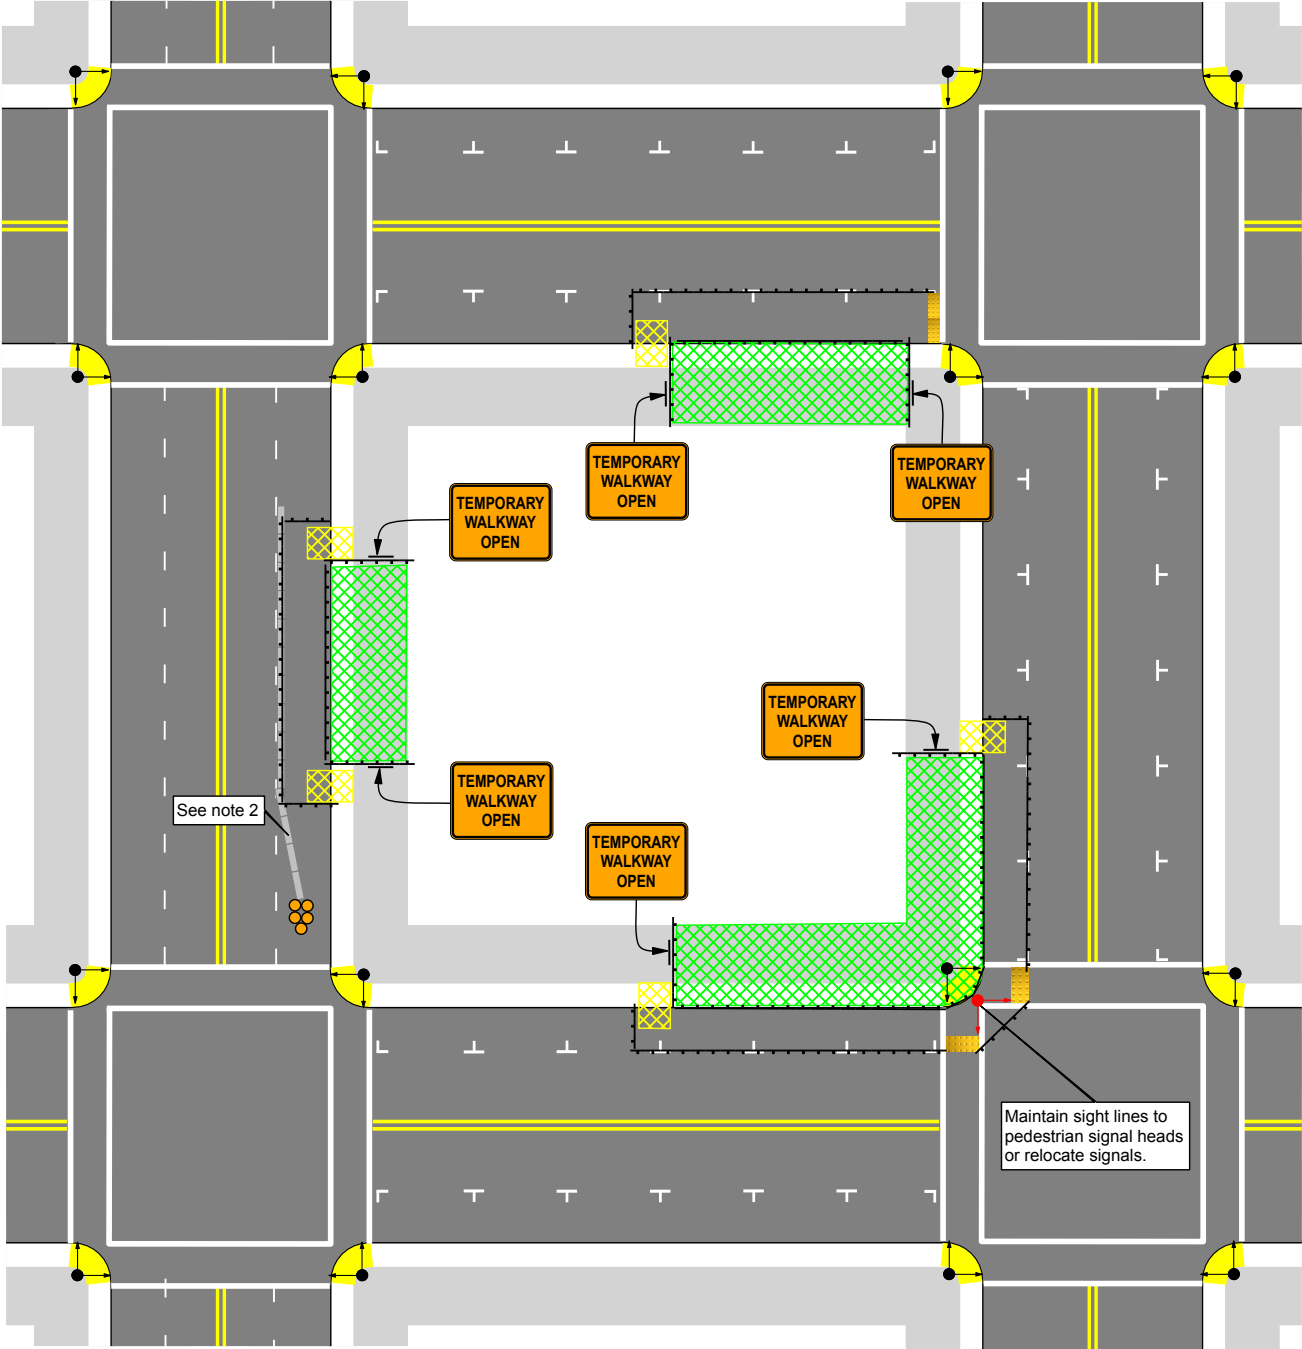 TEMPORARY
WALKWAY
OPEN
TEMPORARY
WALKWAY
OPEN
TEMPORARY
WALKWAY
OPEN
TEMPORARY
WALKWAY
OPEN
See note 2
TEMPORARY
WALKWAY
OPEN
TEMPORARY
WALKWAY
OPEN
Maintain sight lines to
pedestrian signal heads
or relocate signals.